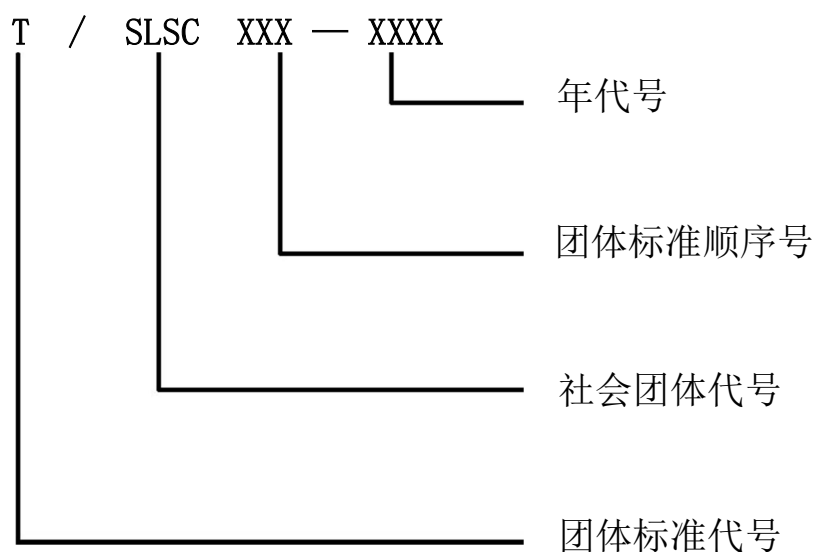 T / SLSC XXX — XXXX
年代号
团体标准顺序号
社会团体代号
团体标准代号